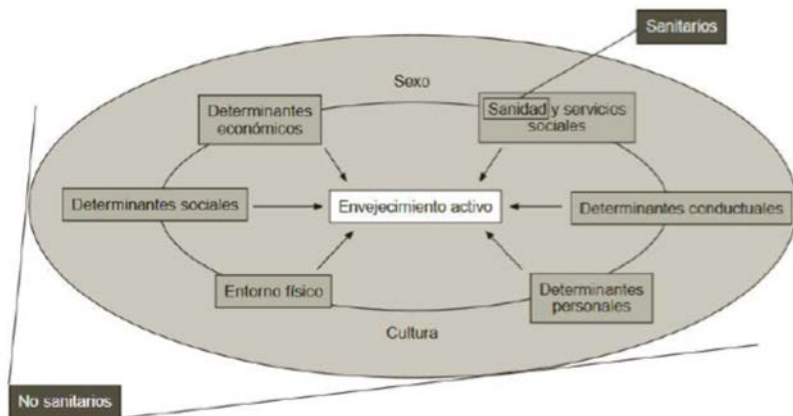 Sanitarios
Sexo
Determinantes
económicos
Sanidad y servicios
sociales
Determinantes sociales
Envejecimiento activo
Determinantes conductuales
Entorno físico
Determinantes
personales
Cultura
No sanitarios